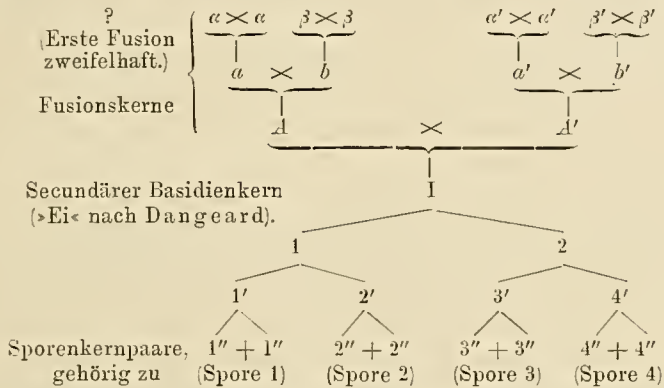 ? α × α β × β α′ × α′ β′ × β′
(Erste Fusion
zweifelhaft.) a × b a′ × b′
Fusionskerne
A × A′
I
Secundärer Basidienkern
(»Ei« nach Dangeard).
1 2
1′ 2′ 3′ 4′
Sporenkernpaare, 1″ + 1″ 2″ + 2″ 3″ + 3″ 4″ + 4″
gehörig zu (Spore 1) (Spore 2) (Spore 3) (Spore 4)